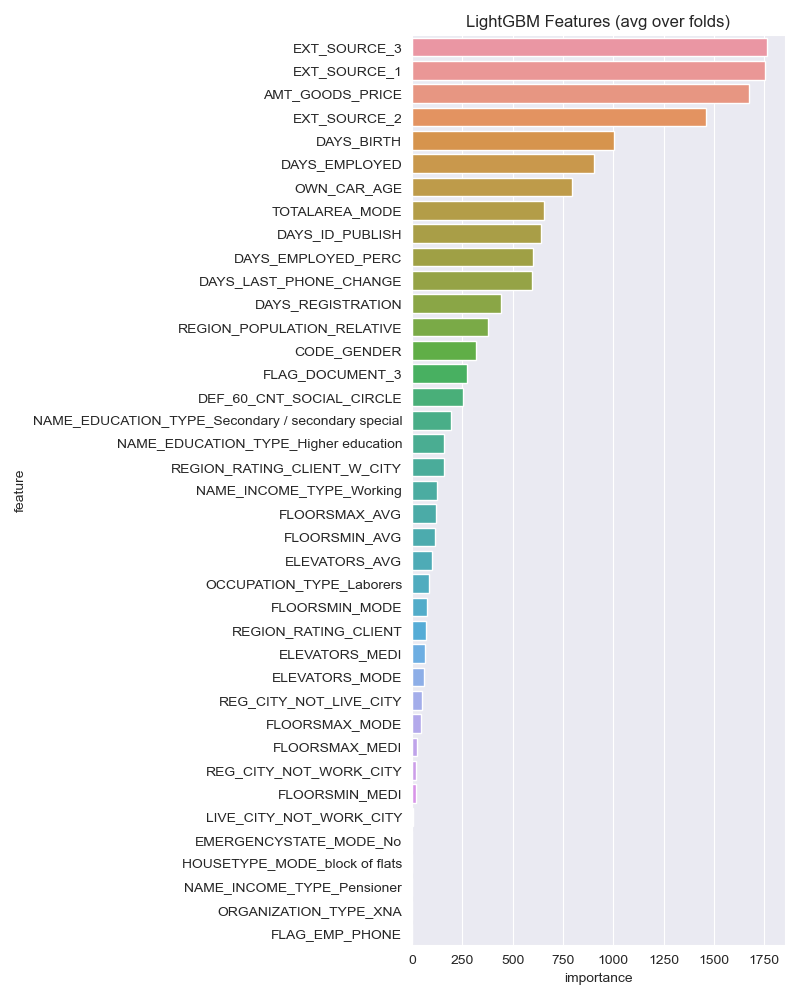 LightGBM Features (avg over folds)
EXT_SOURCE_3
EXT_SOURCE_1
AMT_GOODS_PRICE
EXT_SOURCE_2
DAYS_BIRTH
DAYS_EMPLOYED
OWN_CAR_AGE
TOTALAREA_MODE
DAYS_ID_PUBLISH
DAYS_EMPLOYED_PERC
DAYS_LAST_PHONE_CHANGE
DAYS_REGISTRATION
REGION_POPULATION_RELATIVE
CODE_GENDER
FLAG_DOCUMENT_3
DEF_60_CNT_SOCIAL_CIRCLE
NAME_EDUCATION_TYPE_Secondary / secondary special
NAME_EDUCATION_TYPE_Higher education
REGION_RATING_CLIENT_W_CITY
NAME_INCOME_TYPE_Working
FLOORSMAX_AVG
FLOORSMIN_AVG
ELEVATORS_AVG
OCCUPATION_TYPE_Laborers
FLOORSMIN_MODE
REGION_RATING_CLIENT
ELEVATORS_MEDI
ELEVATORS_MODE
REG_CITY_NOT_LIVE_CITY
FLOORSMAX_MODE
FLOORSMAX_MEDI
REG_CITY_NOT_WORK_CITY
FLOORSMIN_MEDI
LIVE_CITY_NOT_WORK_CITY
EMERGENCYSTATE_MODE_No
HOUSETYPE_MODE_block of flats
NAME_INCOME_TYPE_Pensioner
ORGANIZATION_TYPE_XNA
FLAG_EMP_PHONE
feature
0 250 500 750 1000 1250 1500 1750
importance